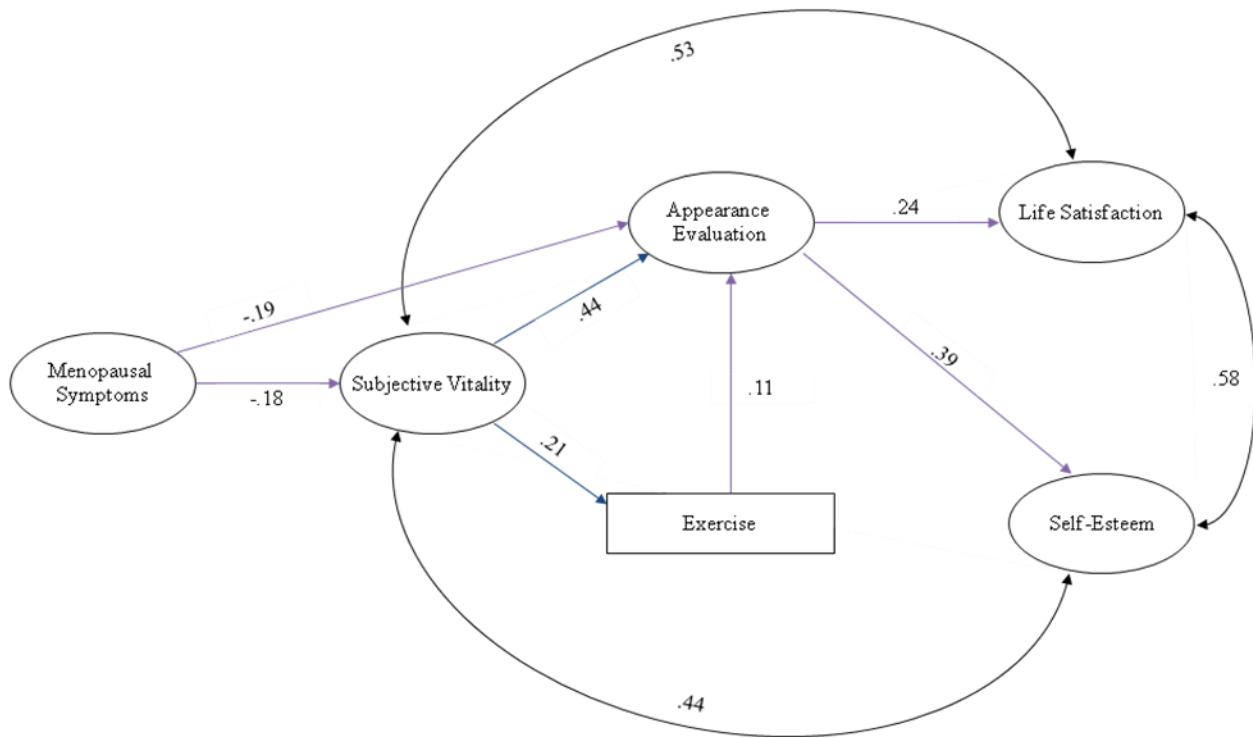 .53
Appearance
Evaluation
.24
Life Satisfaction
-.19
.44
Menopausal
Symptoms
-.18
Subjective Vitality
.11
.39
.58
.21
Exercise
Self-Esteem
.44